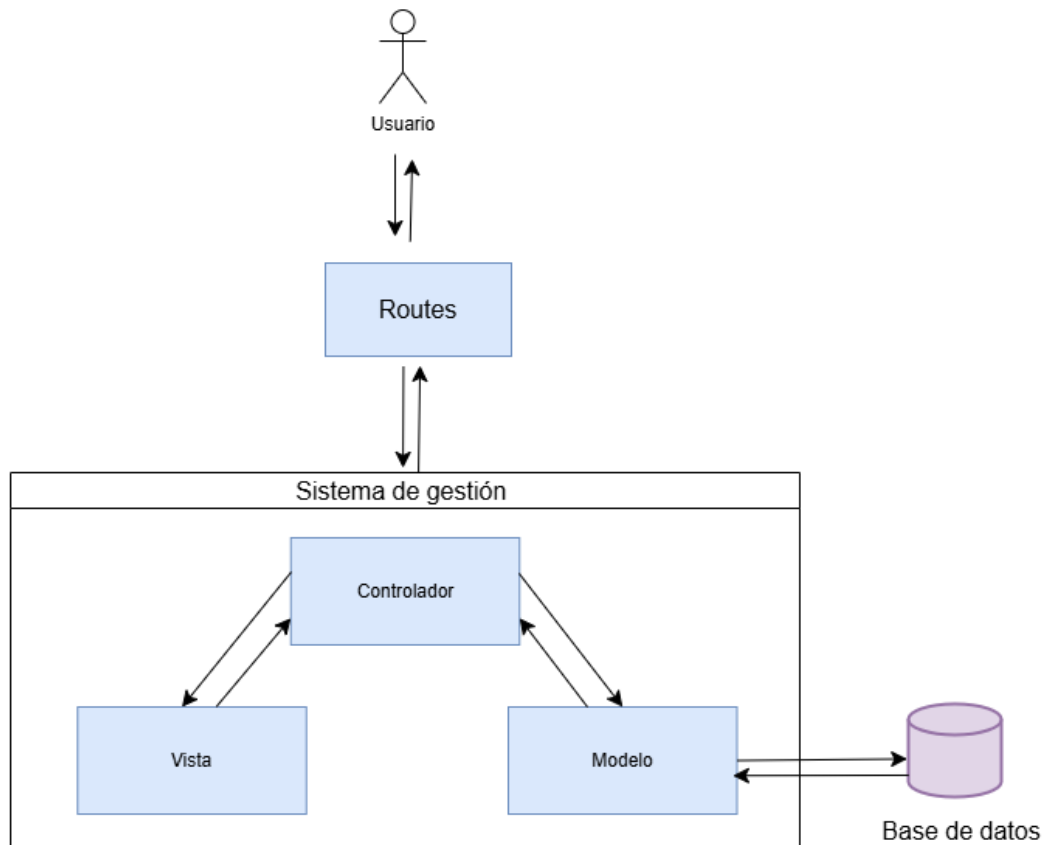 Usuario
Routes
Sistema de gestión
Controlador
Vista
Modelo
Base de datos